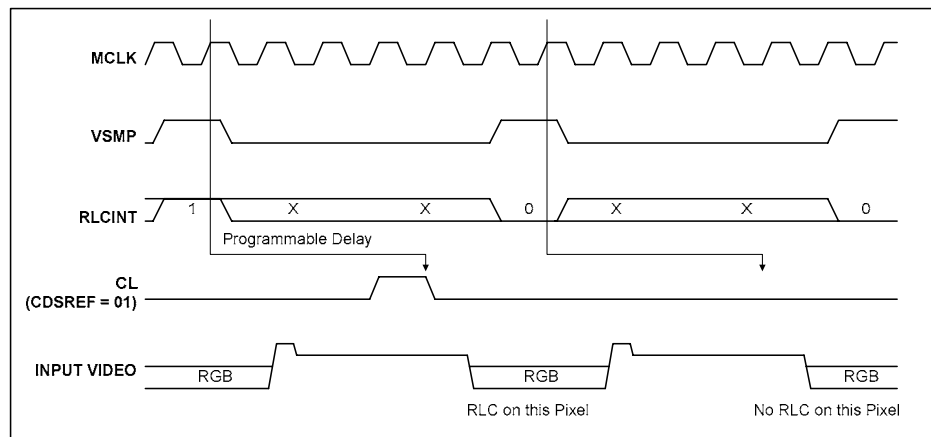 MCLK
VSMP
RLCINT
1 X X 0 X X 0
Programmable Delay
CL
(CDSREF = 01)
INPUT VIDEO
RGB RGB RGB
RLC on this Pixel No RLC on this Pixel